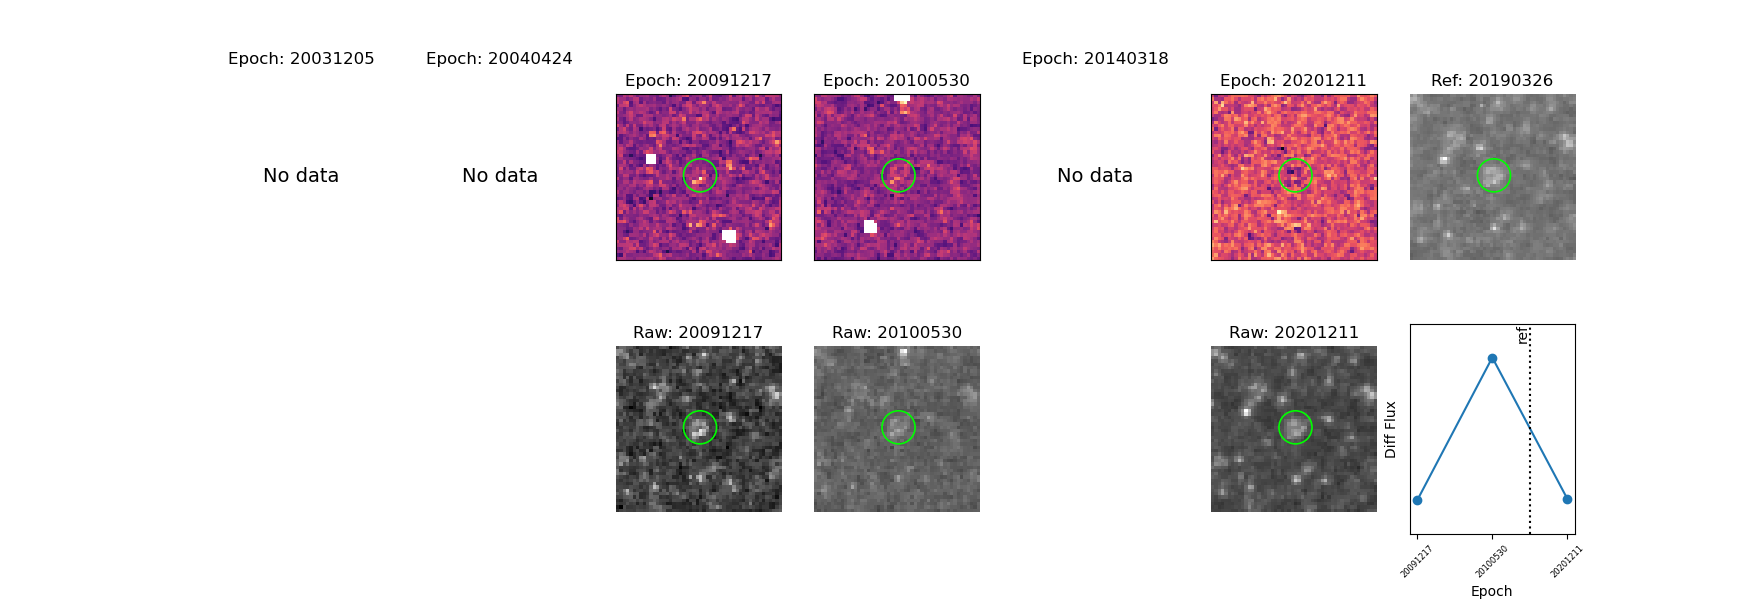 Epoch: 20031205
Epoch: 20040424
Epoch: 20091217
Epoch: 20100530
Epoch: 20140318
Epoch: 20201211
Ref: 20190326
No data
No data
No data
Raw: 20091217
Raw: 20100530
Raw: 20201211
ref
Diff Flux
20091217
20100530
20201211
Epoch